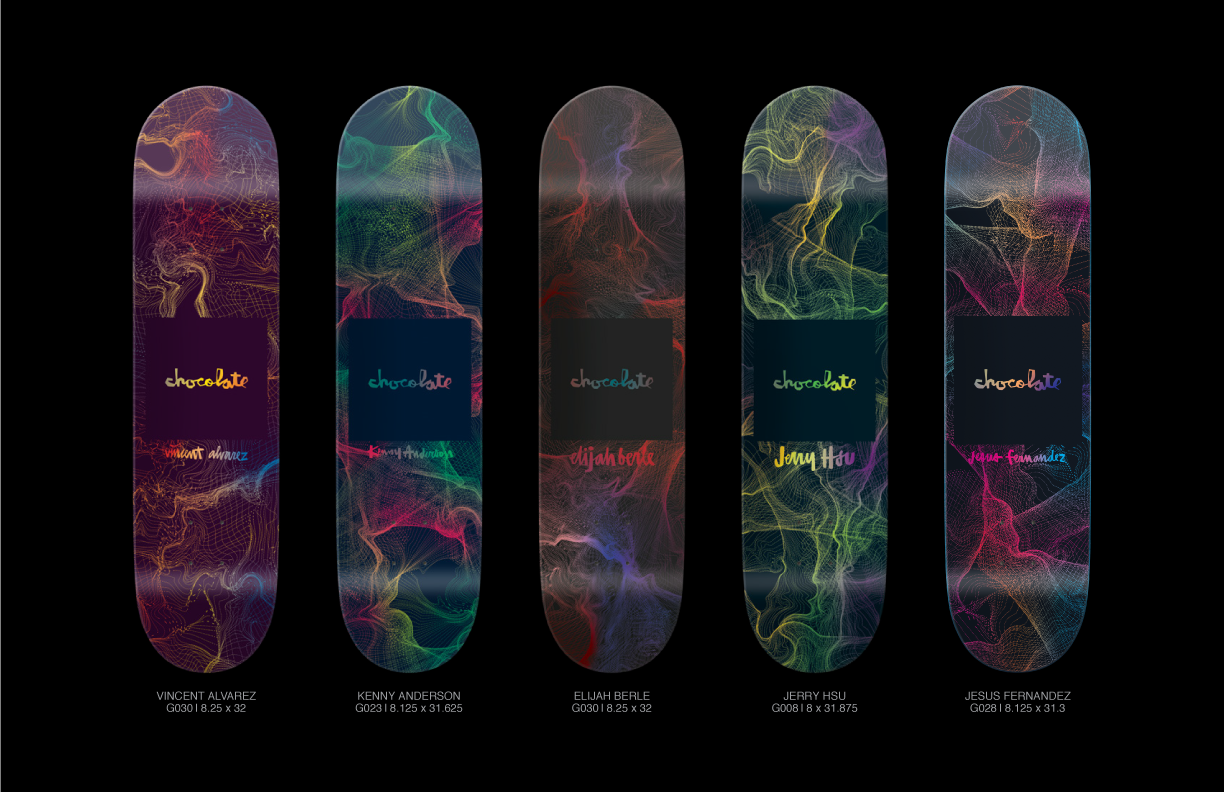 chocolate
vincent alvarez
chocolate
Kenny Anderson
chocolate
elijah berle
chocolate
Jerry Hsu
chocolate
jesus fernandez
VINCENT ALVAREZ
G030 | 8.25 x 32
KENNY ANDERSON
G023 | 8.125 x 31.625
ELIJAH BERLE
G030 | 8.25 x 32
JERRY HSU
G008 | 8 x 31.875
JESUS FERNANDEZ
G028 | 8.125 x 31.3